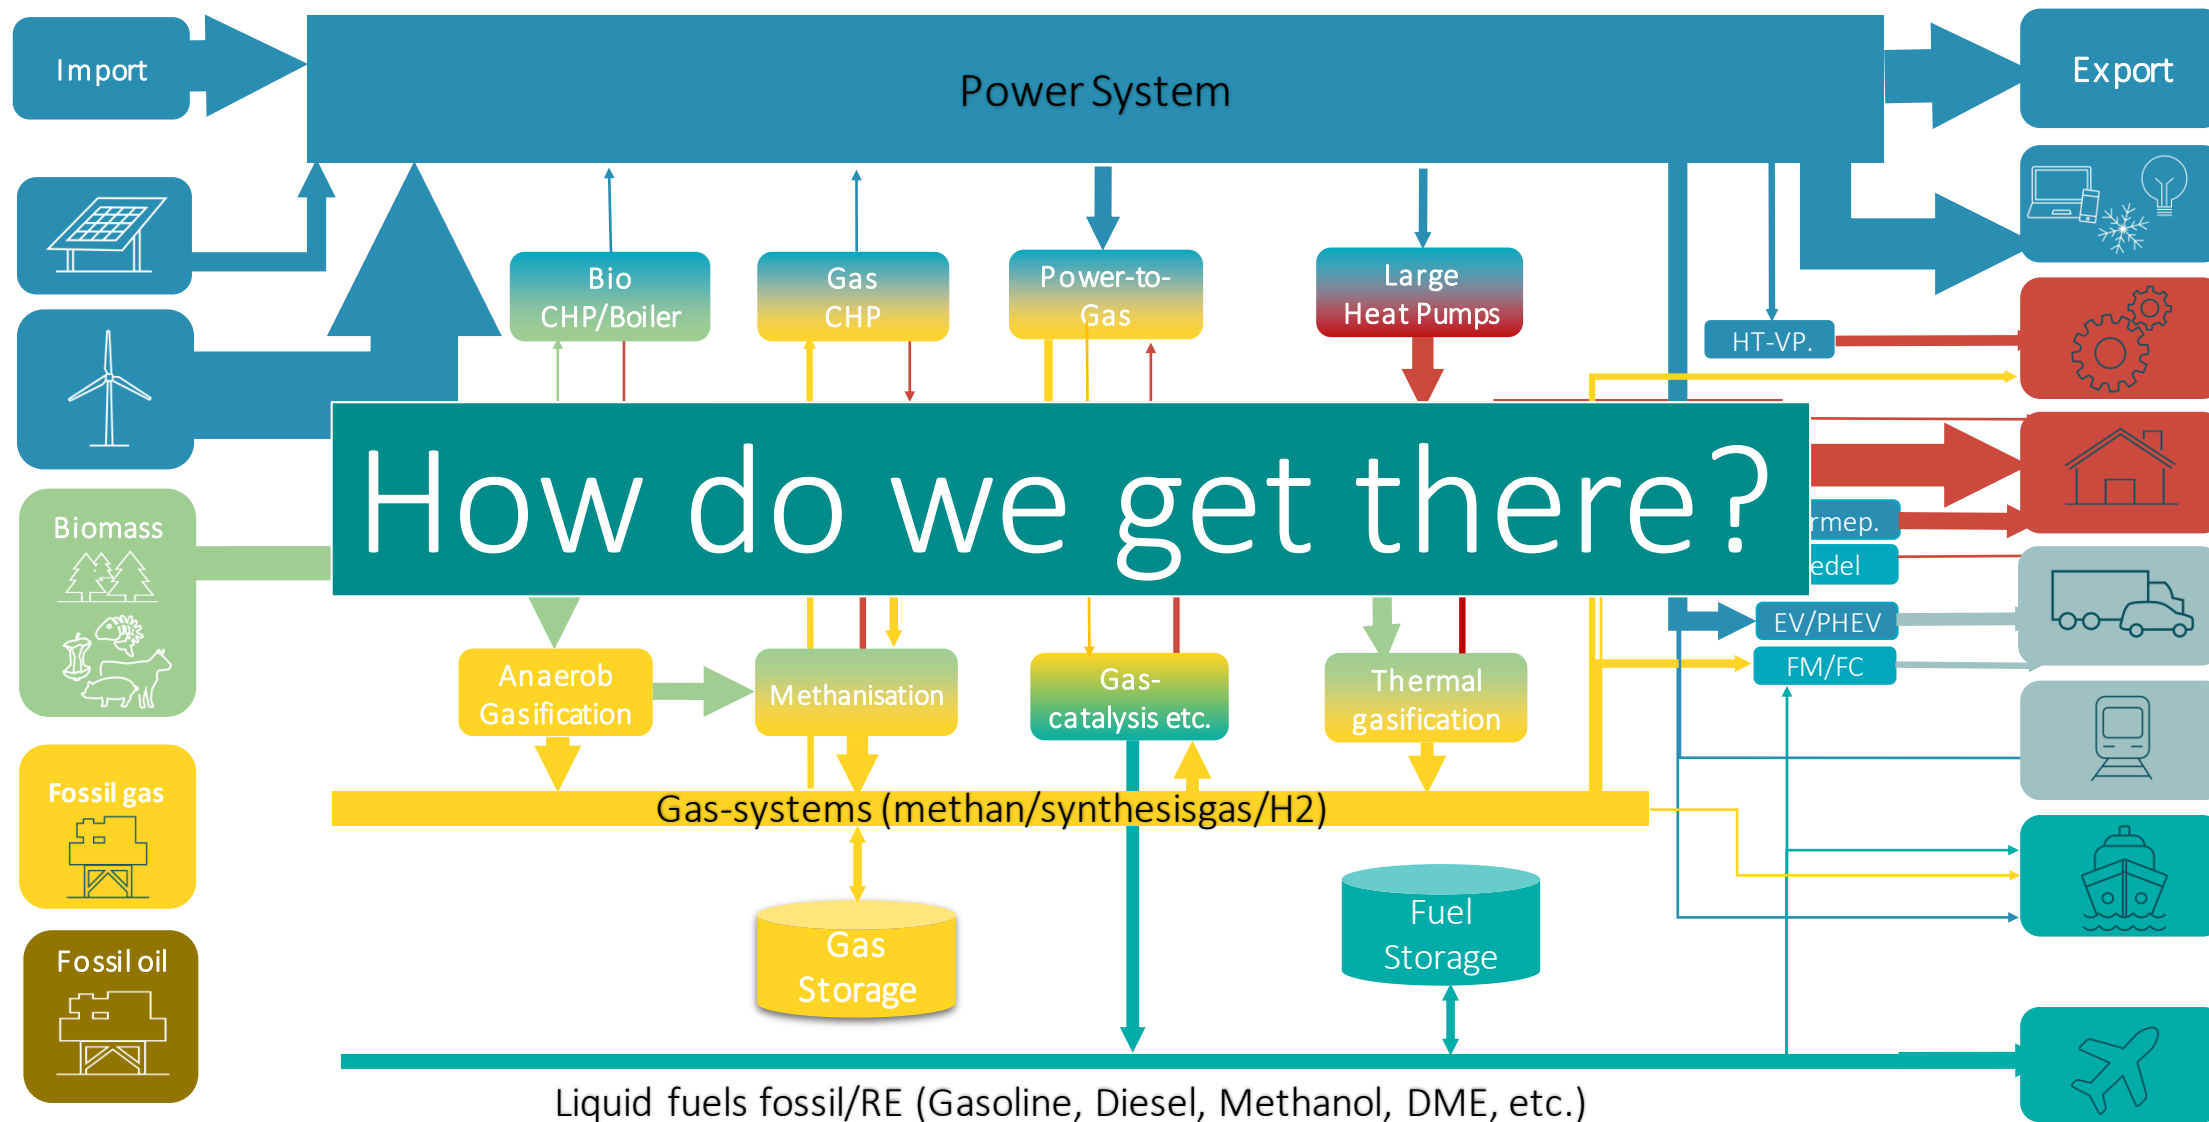 Import
Power System
Export
Bio
CHP/Boiler
Gas
CHP
Power-to-
Gas
Large
Heat Pumps
HT-VP.
How do we get there?
Biomass
rmep.
edel
EV/PHEV
FM/FC
Anaerob
Gasification
Methanisation
Gas-
catalysis etc.
Thermal
gasification
Fossil gas
Gas-systems (methan/synthesisgas/H2)
Gas
Storage
Fuel
Storage
Fossil oil
Liquid fuels fossil/RE (Gasoline, Diesel, Methanol, DME, etc.)